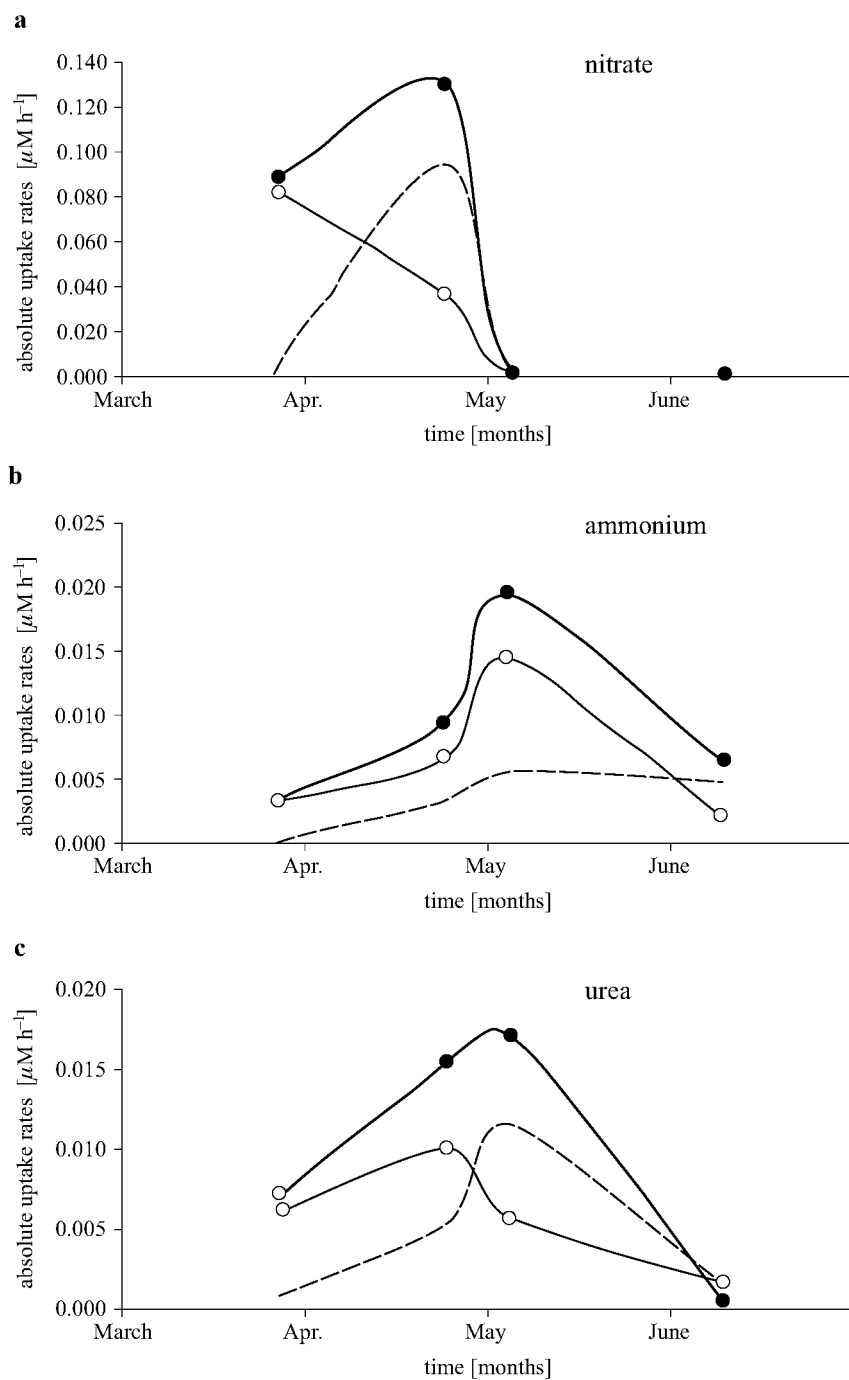 a
nitrate
absolute uptake rates [µM h⁻¹]
0.140
0.120
0.100
0.080
0.060
0.040
0.020
0.000
March Apr. May June
time [months]
b
ammonium
absolute uptake rates [µM h⁻¹]
0.025
0.020
0.015
0.010
0.005
0.000
March Apr. May June
time [months]
c
urea
absolute uptake rates [µM h⁻¹]
0.020
0.015
0.010
0.005
0.000
March Apr. May June
time [months]